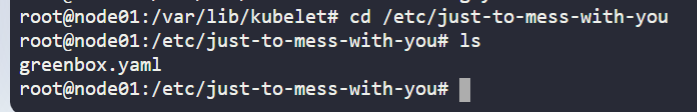 root@node01:/var/lib/kubelet# cd /etc/just-to-mess-with-you
root@node01:/etc/just-to-mess-with-you# ls
greenbox.yaml
root@node01:/etc/just-to-mess-with-you#